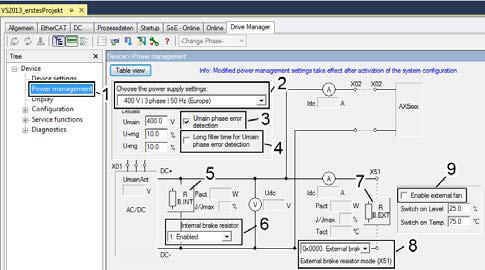 VS2013_erstesProjekt
Allgemein EtherCAT DC Prozessdaten Startup SoE - Online Online Drive Manager
Change Phase-
Tree
Device>>Power management
Device
Device settings
Power management
Display
Configuration
Service functions
Diagnostics
1
Table view
Info: Modified power management settings take effect after activation of the system configuration
Choose the power supply settings:
400 V | 3 phase | 50 Hz (Europe)
2
Details
Umain 400.0 V
U+rng 10.0 %
U-rng 10.0 %
Umain phase error detection
3
Long filter time for Umain phase error detection
4
Idc A
X02 X02
AX5xxx
X01
DC+
UmainAct
V
AC/DC
DC-
5
R
B.INT
Pact W
J/Jmax %
Internal brake resistor
1: Enabled
6
V
Udc
V
A
Idc A
Pact W
J/Jmax %
Tact °C
X51
7
R
B.EXT
0x0000: External brak
External brake resistor mode (X51)
8
9
Enable external fan
Switch on Level 25.0 %
Switch on Temp. 75.0 °C